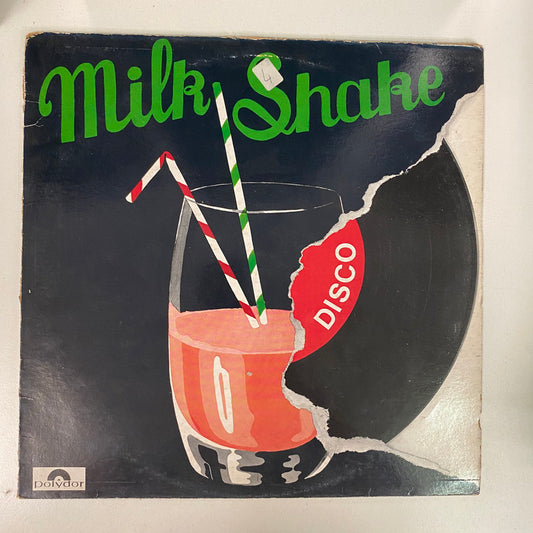 Milk Shake
4
DISCO
polydor